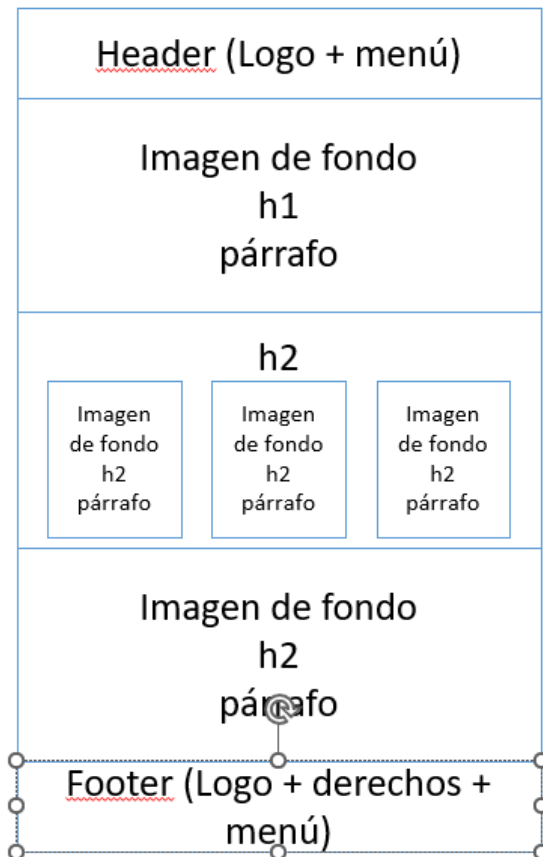 Header (Logo + menú)
Imagen de fondo
h1
párrafo
h2
Imagen
de fondo
h2
párrafo
Imagen
de fondo
h2
párrafo
Imagen
de fondo
h2
párrafo
Imagen de fondo
h2
párrafo
Footer (Logo + derechos +
menú)